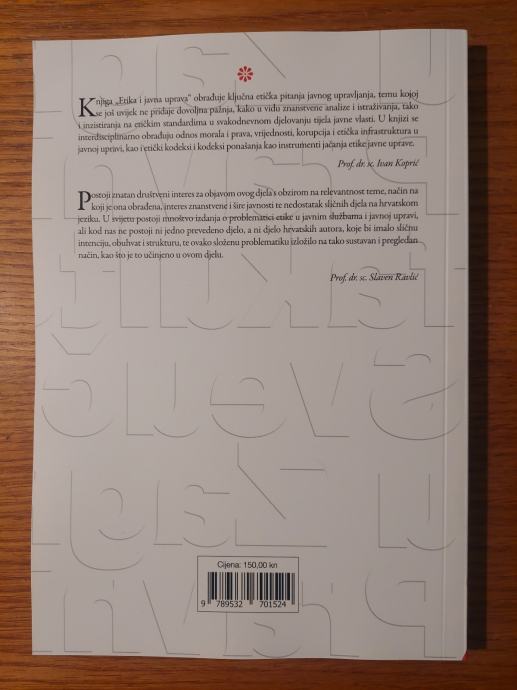 Knjiga „Etika i javna uprava“ obrađuje ključna etička pitanja javnog upravljanja, temu kojoj
se još uvijek ne pridaje dovoljna pažnja, kako u vidu znanstvene analize i istraživanja, tako
i inzistiranja na etičkim standardima u svakodnevnom djelovanju tijela javne vlasti. U knjizi se
interdisciplinarno obrađuju odnos morala i prava, vrijednosti, korupcija i etička infrastruktura u
javnoj upravi, kao i etički kodeksi i kodeksi ponašanja kao instrumenti jačanja etike javne uprave.
Prof. dr. sc. Ivan Koprić
Postoji znatan društveni interes za objavom ovog djela s obzirom na relevantnost teme, način na
koji je ona obrađena, interes znanstvene i šire javnosti te nedostatak sličnih djela na hrvatskom
jeziku. U svijetu postoji mnoštvo izdanja o problematici etike u javnim službama i javnoj upravi,
ali kod nas ne postoji ni jedno prevedeno djelo, a ni djelo hrvatskih autora, koje bi imalo sličnu
intenciju, obuhvat i strukturu, te ovako složenu problematiku izložilo na tako sustavan i pregledan
način, kao što je to učinjeno u ovom djelu.
Prof. dr. sc. Slaven Ravlić
Cijena: 150,00 kn
9 789532 701524